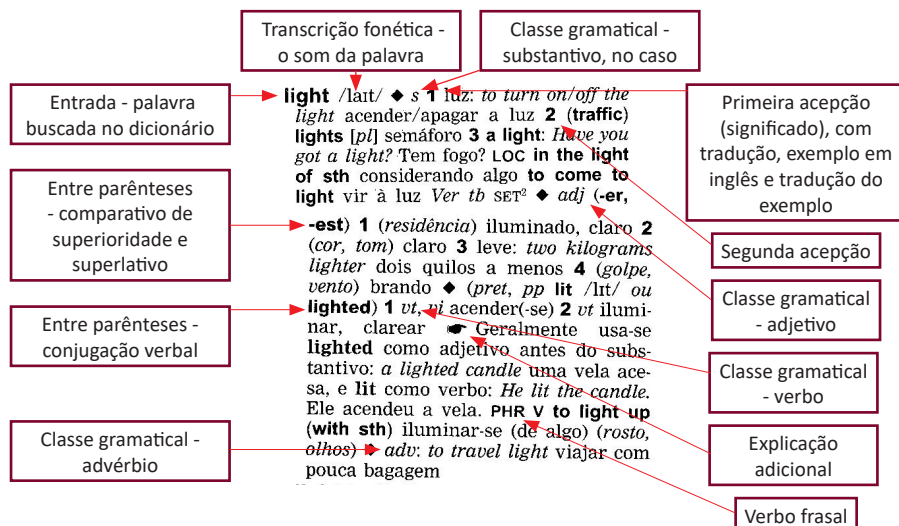 Transcrição fonética -
o som da palavra
Classe gramatical -
substantivo, no caso
Entrada - palavra
buscada no dicionário
Entre parênteses
- comparativo de
superioridade e
superlativo
Entre parênteses -
conjugação verbal
Classe gramatical -
advérbio
light /laɪt/ ◆ s 1 luz: to turn on/off the
light acender/apagar a luz 2 (traffic)
lights [pl] semáforo 3 a light: Have you
got a light? Tem fogo? LOC in the light
of sth considerando algo to come to
light vir à luz Ver tb SET² ◆ adj (-er,
-est) 1 (residência) iluminado, claro 2
(cor, tom) claro 3 leve: two kilograms
lighter dois quilos a menos 4 (golpe,
vento) brando ◆ (pret, pp lit /lɪt/ ou
lighted) 1 vt, vi acender(-se) 2 vt ilumi-
nar, clarear ☛ Geralmente usa-se
lighted como adjetivo antes do subs-
tantivo: a lighted candle uma vela ace-
sa, e lit como verbo: He lit the candle.
Ele acendeu a vela. PHR V to light up
(with sth) iluminar-se (de algo) (rosto,
olhos) ◆ adv: to travel light viajar com
pouca bagagem
Primeira acepção
(significado), com
tradução, exemplo em
inglês e tradução do
exemplo
Segunda acepção
Classe gramatical
- adjetivo
Classe gramatical
- verbo
Explicação
adicional
Verbo frasal